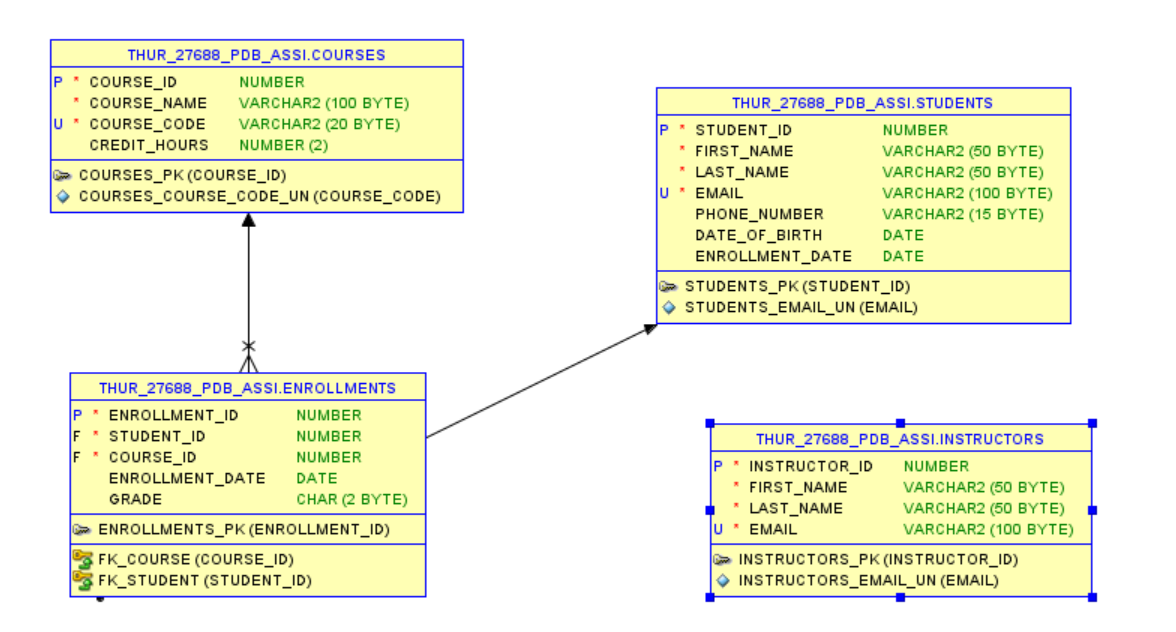 THUR_27688_PDB_ASSI.COURSES
P * COURSE_ID NUMBER
* COURSE_NAME VARCHAR2 (100 BYTE)
U * COURSE_CODE VARCHAR2 (20 BYTE)
CREDIT_HOURS NUMBER (2)
COURSES_PK (COURSE_ID)
COURSES_COURSE_CODE_UN (COURSE_CODE)
THUR_27688_PDB_ASSI.STUDENTS
P * STUDENT_ID NUMBER
* FIRST_NAME VARCHAR2 (50 BYTE)
* LAST_NAME VARCHAR2 (50 BYTE)
U * EMAIL VARCHAR2 (100 BYTE)
PHONE_NUMBER VARCHAR2 (15 BYTE)
DATE_OF_BIRTH DATE
ENROLLMENT_DATE DATE
STUDENTS_PK (STUDENT_ID)
STUDENTS_EMAIL_UN (EMAIL)
THUR_27688_PDB_ASSI.ENROLLMENTS
P * ENROLLMENT_ID NUMBER
F * STUDENT_ID NUMBER
F * COURSE_ID NUMBER
ENROLLMENT_DATE DATE
GRADE CHAR (2 BYTE)
ENROLLMENTS_PK (ENROLLMENT_ID)
FK_COURSE (COURSE_ID)
FK_STUDENT (STUDENT_ID)
THUR_27688_PDB_ASSI.INSTRUCTORS
P * INSTRUCTOR_ID NUMBER
* FIRST_NAME VARCHAR2 (50 BYTE)
* LAST_NAME VARCHAR2 (50 BYTE)
U * EMAIL VARCHAR2 (100 BYTE)
INSTRUCTORS_PK (INSTRUCTOR_ID)
INSTRUCTORS_EMAIL_UN (EMAIL)